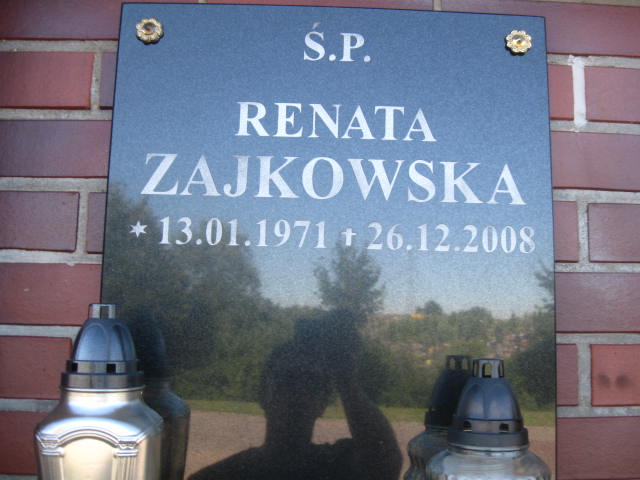 Ś.P.
RENATA
ZAJKOWSKA
* 13.01.1971 ✝ 26.12.2008